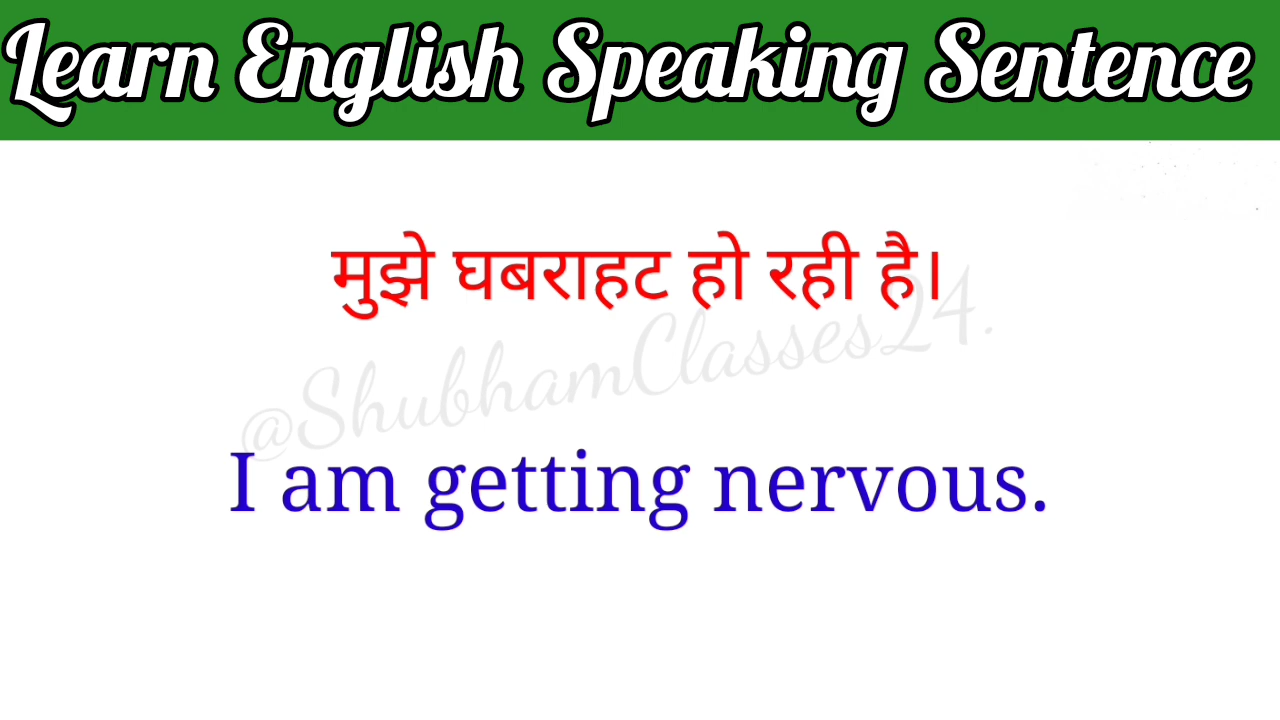 Learn English Speaking Sentence
मुझे घबराहट हो रही है।
@ShubhamClasses24.
I am getting nervous.